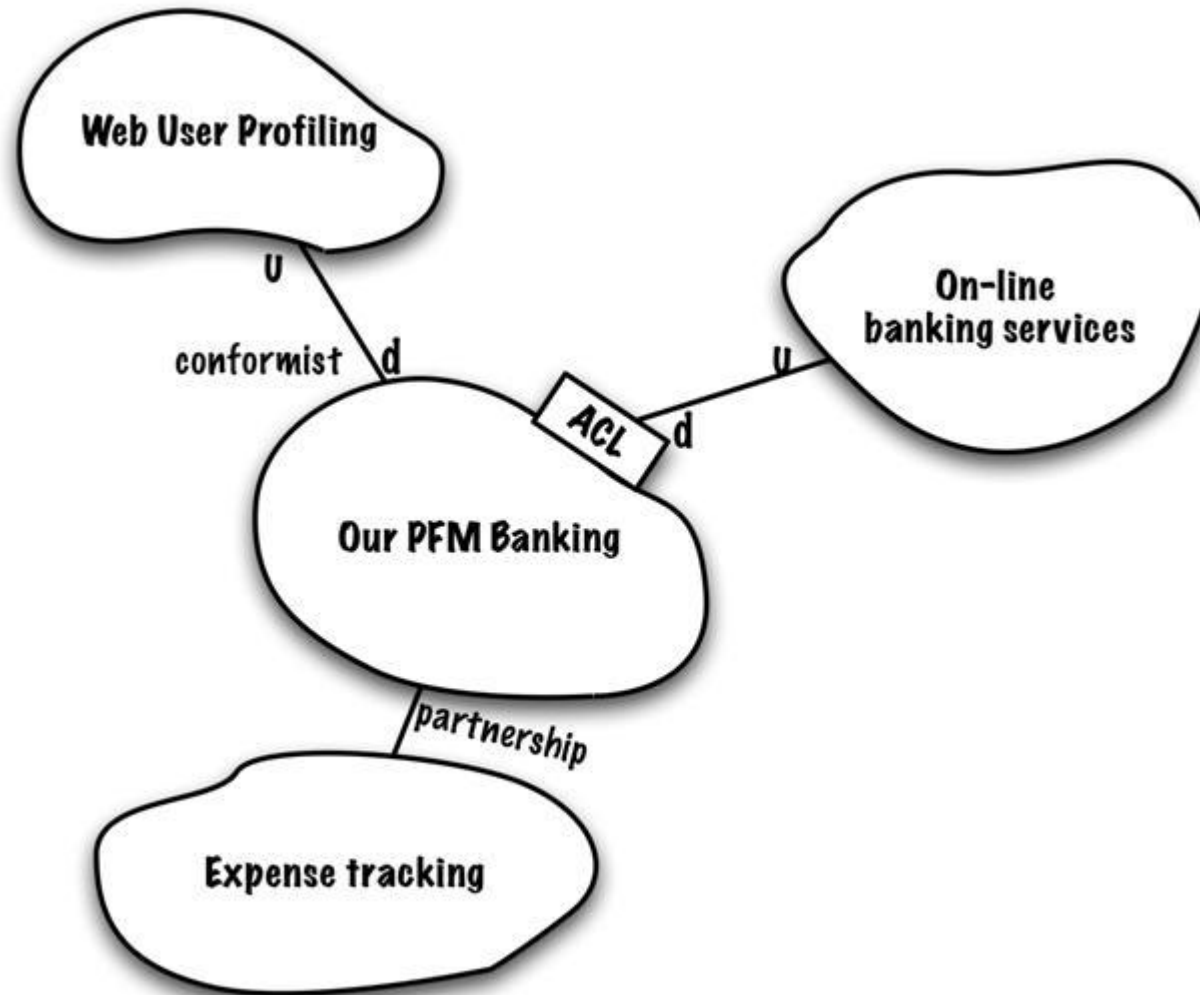 Web User Profiling
U
conformist
d
On-line
banking services
u
ACL
d
Our PFM Banking
partnership
Expense tracking